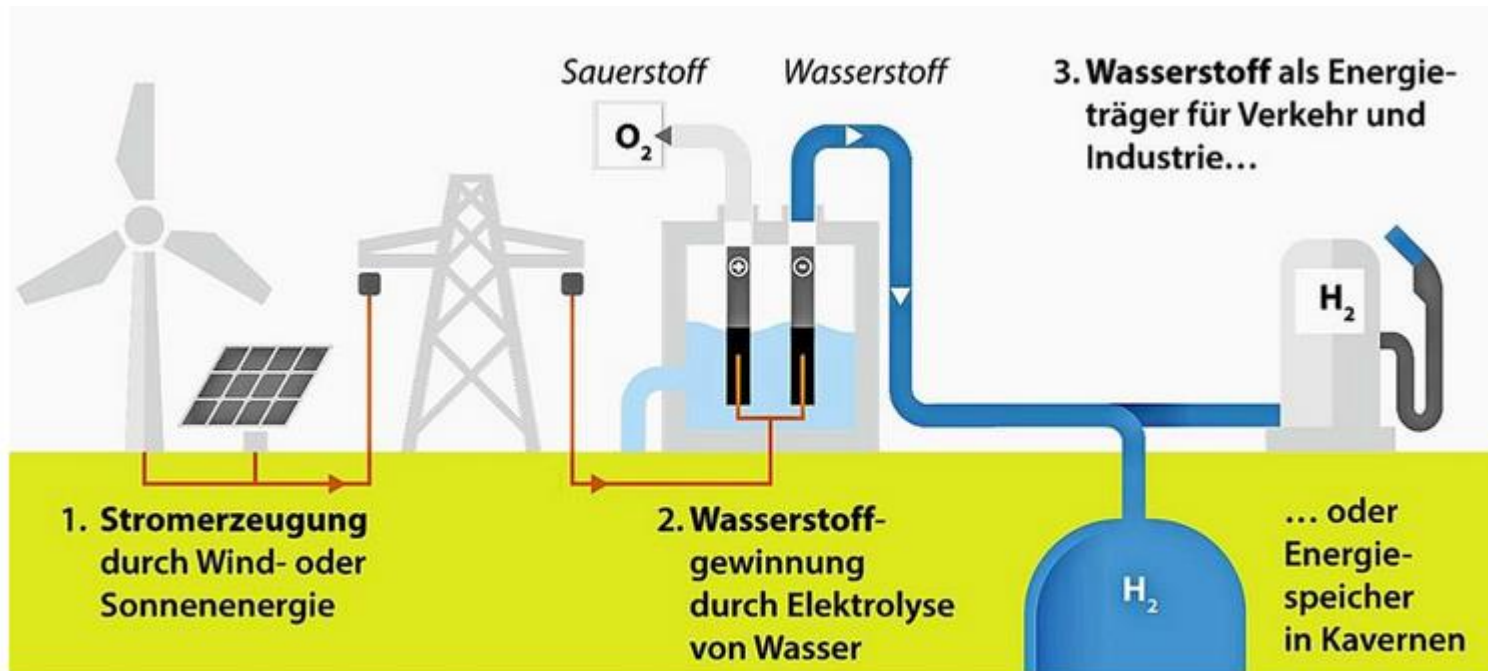 Sauerstoff
Wasserstoff
O₂
3. Wasserstoff als Energie-
träger für Verkehr und
Industrie…
+
-
H₂
1. Stromerzeugung
durch Wind- oder
Sonnenenergie
2. Wasserstoff-
gewinnung
durch Elektrolyse
von Wasser
H₂
… oder
Energie-
speicher
in Kavernen